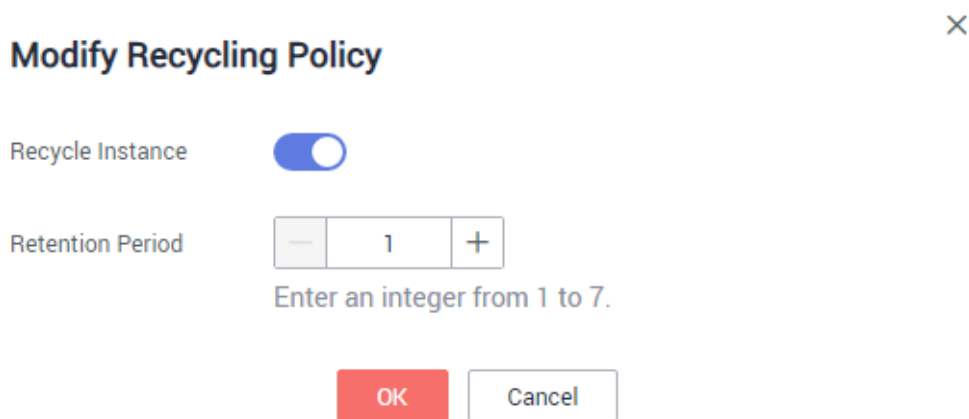 Modify Recycling Policy
Recycle Instance
Retention Period
1
Enter an integer from 1 to 7.
OK Cancel